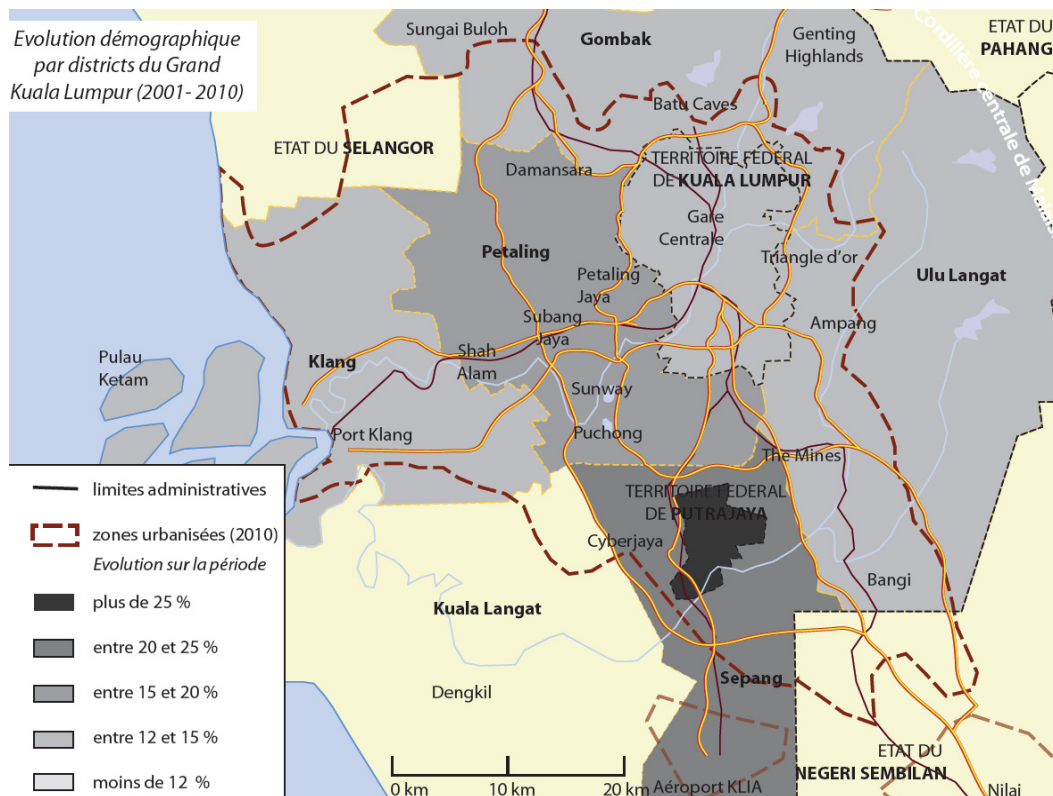 Evolution démographique
par districts du Grand
Kuala Lumpur (2001- 2010)
Sungai Buloh
Gombak
Genting
Highlands
ETAT DU
PAHANG
Cordillère centrale de Malaisie
Batu Caves
ETAT DU SELANGOR
Damansara
TERRITOIRE FEDERAL
DE KUALA LUMPUR
Gare
Centrale
Petaling
Triangle d'or
Ulu Langat
Petaling
Jaya
Subang
Jaya
Ampang
Pulau
Ketam
Klang
Shah
Alam
Sunway
Port Klang
Puchong
The Mines
TERRITOIRE FEDERAL
DE PUTRAJAYA
Cyberjaya
Bangi
Kuala Langat
Dengkil
Sepang
ETAT DU
NEGERI SEMBILAN
Aéroport KLIA
Nilai
limites administratives
zones urbanisées (2010)
Evolution sur la période
plus de 25 %
entre 20 et 25 %
entre 15 et 20 %
entre 12 et 15 %
moins de 12 %
0 km
10 km
20 km